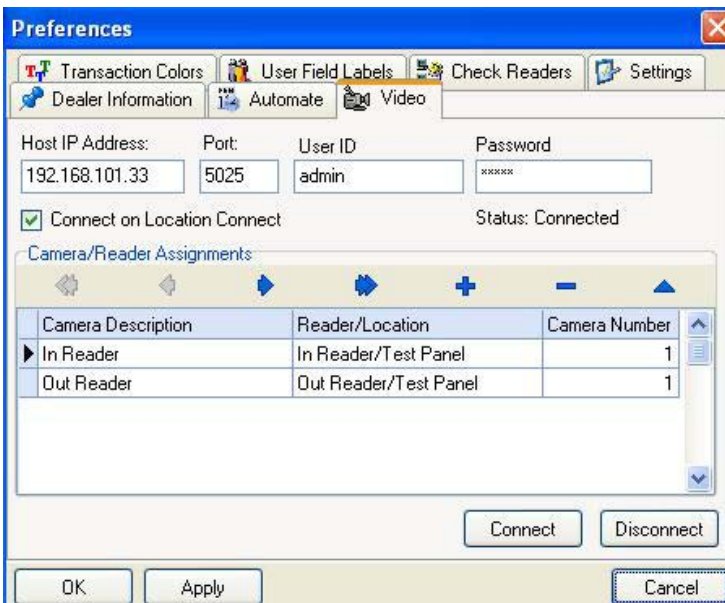 Preferences
Transaction Colors User Field Labels Check Readers Settings
Dealer Information Automate Video
Host IP Address: Port: User ID Password
192.168.101.33 5025 admin xxxxx
Connect on Location Connect Status: Connected
Camera/Reader Assignments
Camera Description Reader/Location Camera Number
In Reader In Reader/Test Panel 1
Out Reader Out Reader/Test Panel 1
Connect Disconnect
OK Apply Cancel